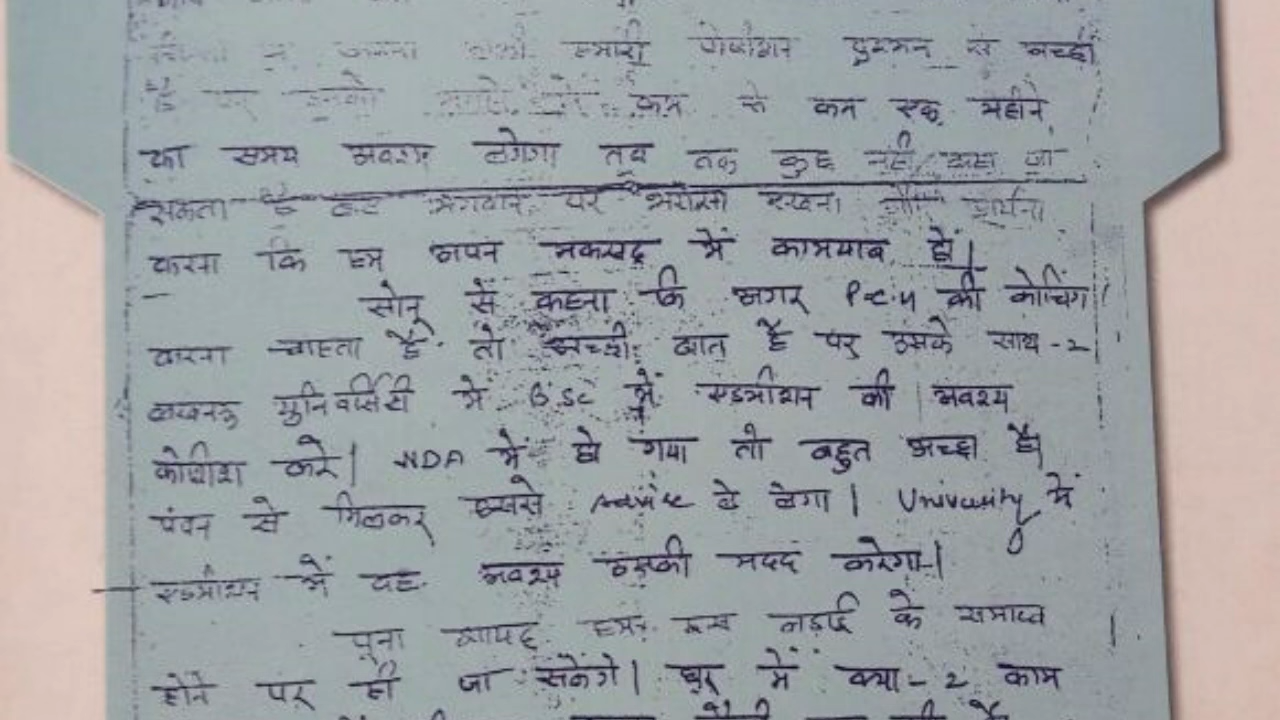 हमारी पोजीशन दुश्मन से अच्छी
है पर इनको कम से कम एक महीने
का समय अवश्य लगेगा तब तक कुछ नहीं कहा जा
सकता है बस भगवान पर भरोसा रखना और प्रार्थना
करना कि हम अपने मकसद में कामयाब हों।
सोनू से कहना कि अगर P.C.M की कोचिंग
करना चाहता है तो अच्छी बात है पर उसके साथ-2
लखनऊ युनिवर्सिटी में B.Sc में एडमीशन की अवश्य
कोशिश करे। NDA में हो गया तो बहुत अच्छा है।
पवन से मिलकर उससे Advise ले लेगा। University में
एडमीशन में वह अवश्य उसकी मदद करेगा।
पूना शायद हम इस लड़ाई के समाप्त
होने पर ही जा सकेंगे। घर में क्या-2 काम